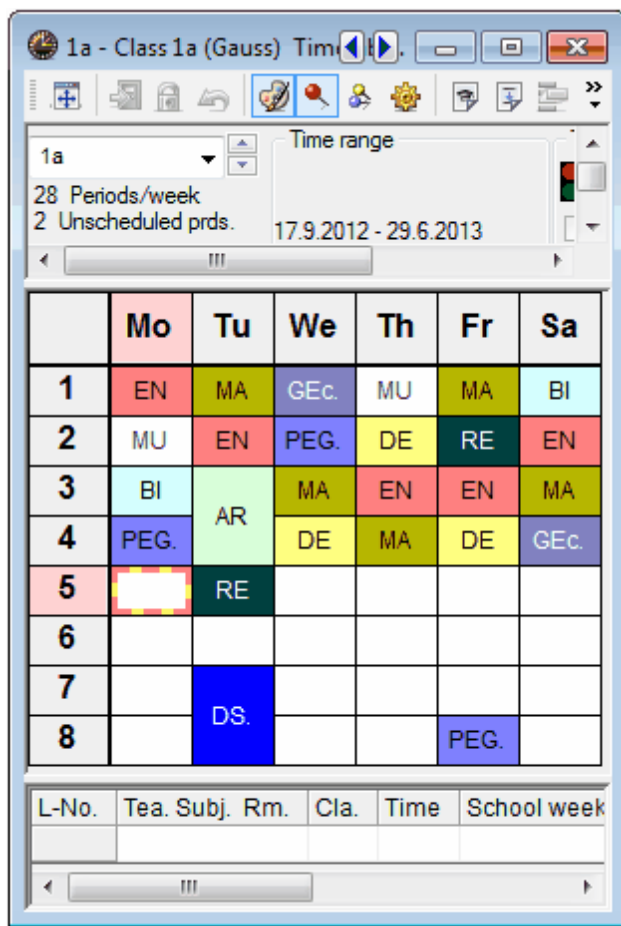 1a - Class 1a (Gauss) Tim
1a
Time range
28 Periods/week
2 Unscheduled prds.
17.9.2012 - 29.6.2013
Mo Tu We Th Fr Sa
1 EN MA GEc. MU MA BI
2 MU EN PEG. DE RE EN
3 BI AR MA EN EN MA
4 PEG. DE MA DE GEc.
5 RE
6
7 DS.
8 PEG.
L-No. Tea. Subj. Rm. Cla. Time School week